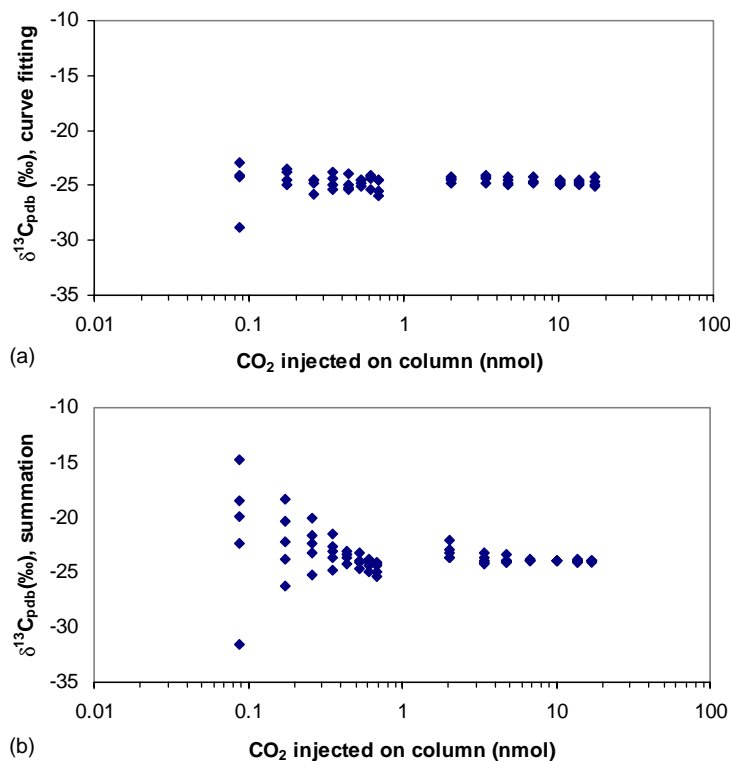 -10
-15
-20
-25
-30
-35
δ¹³Cpdb (‰), curve fitting
0.01 0.1 1 10 100
(a)
CO₂ injected on column (nmol)
-10
-15
-20
-25
-30
-35
δ¹³Cpdb(‰), summation
0.01 0.1 1 10 100
(b)
CO₂ injected on column (nmol)